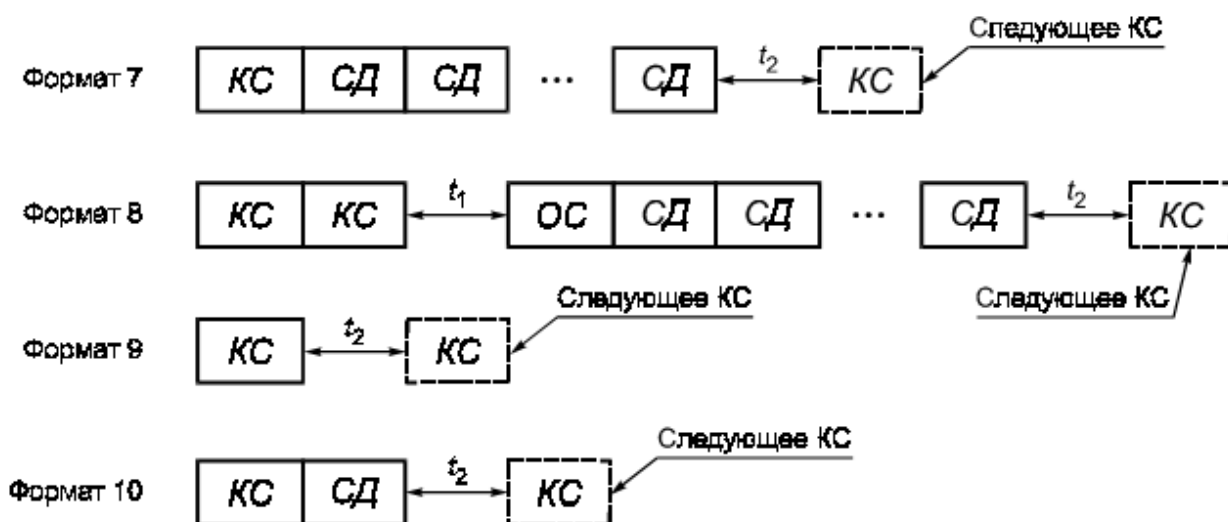 Следующее КС
Формат 7 КС СД СД ... СД t₂ КС
Формат 8 КС КС t₁ ОС СД СД ... СД t₂ КС
Следующее КС
Следующее КС
Формат 9 КС t₂ КС
Следующее КС
Формат 10 КС СД t₂ КС